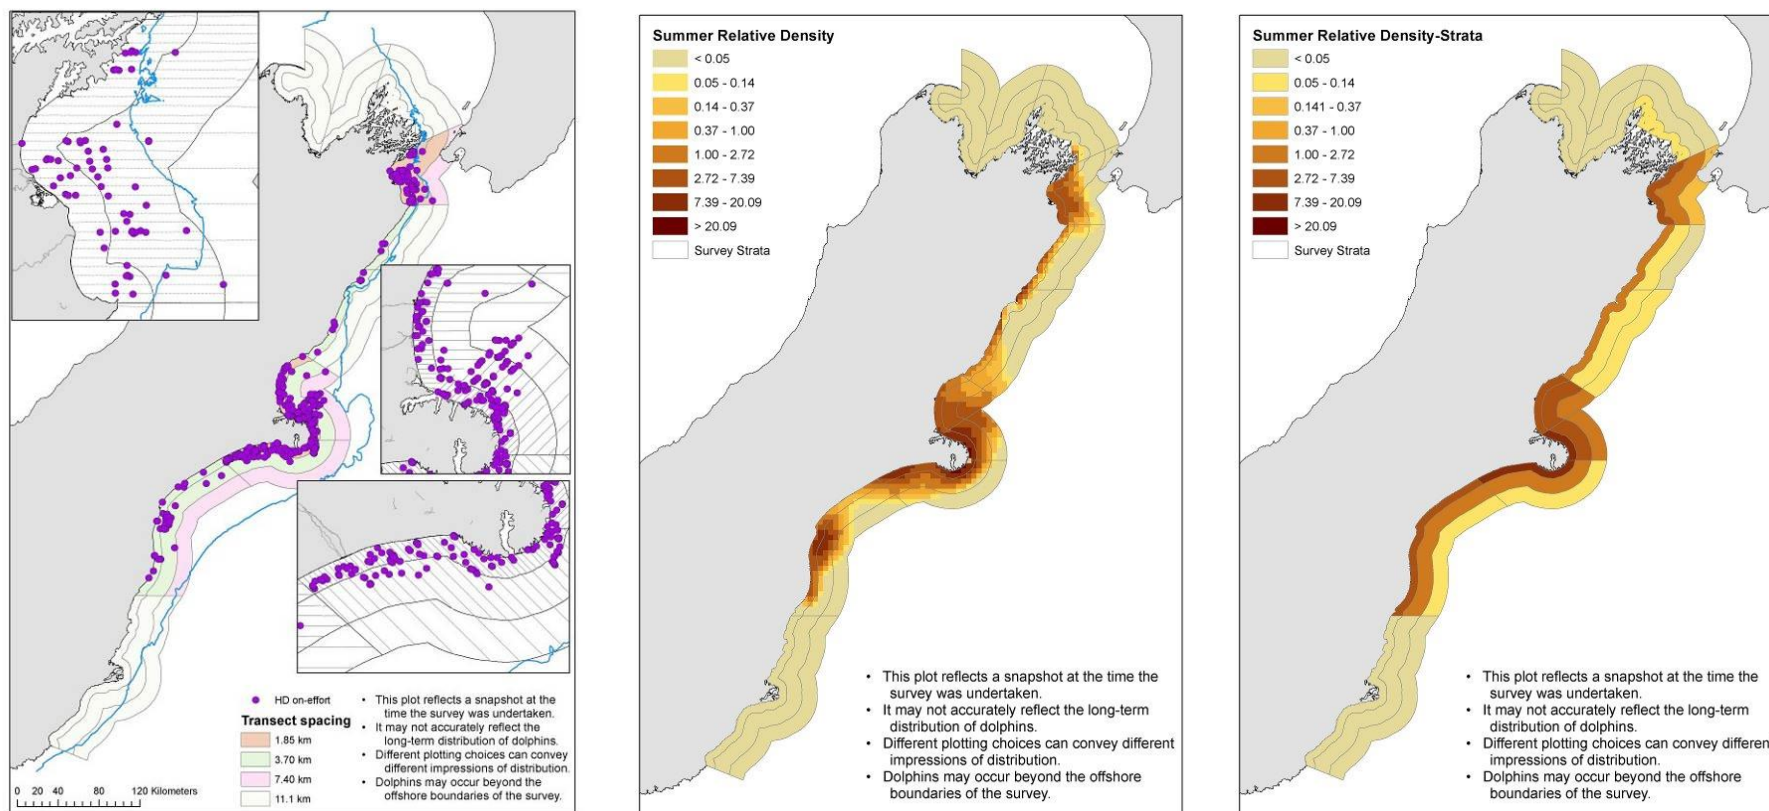 HD on-effort
Transect spacing
1.85 km
3.70 km
7.40 km
11.1 km
0 20 40 80 120 Kilometers
• This plot reflects a snapshot at the
time the survey was undertaken.
• It may not accurately reflect the
long-term distribution of dolphins.
• Different plotting choices can convey
different impressions of distribution.
• Dolphins may occur beyond the
offshore boundaries of the survey.
Summer Relative Density
< 0.05
0.05 - 0.14
0.14 - 0.37
0.37 - 1.00
1.00 - 2.72
2.72 - 7.39
7.39 - 20.09
> 20.09
Survey Strata
• This plot reflects a snapshot at the time the
survey was undertaken.
• It may not accurately reflect the long-term
distribution of dolphins.
• Different plotting choices can convey different
impressions of distribution.
• Dolphins may occur beyond the offshore
boundaries of the survey.
Summer Relative Density-Strata
< 0.05
0.05 - 0.14
0.141 - 0.37
0.37 - 1.00
1.00 - 2.72
2.72 - 7.39
7.39 - 20.09
> 20.09
Survey Strata
• This plot reflects a snapshot at the time the
survey was undertaken.
• It may not accurately reflect the long-term
distribution of dolphins.
• Different plotting choices can convey different
impressions of distribution.
• Dolphins may occur beyond the offshore
boundaries of the survey.